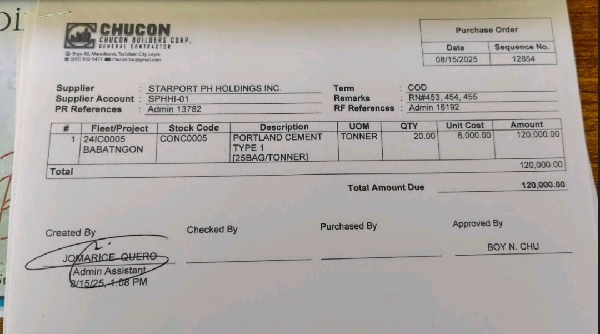 CHUCON
CHUCON BUILDERS CORP.
GENERAL CONTRACTOR
Purchase Order
Date Sequence No.
08/15/2025 12854
Supplier : STARPORT PH HOLDINGS INC.
Supplier Account : SPHHI-01
PR References : Admin 13782
Term : COD
Remarks : RN#453, 454, 455
RF References : Admin 16192
# Fleet/Project Stock Code Description UOM QTY Unit Cost Amount
1 24IC0005 CONC0005 PORTLAND CEMENT TONNER 20.00 6,000.00 120,000.00
BABATNGON TYPE 1
[25BAG/TONNER]
Total 120,000.00
Total Amount Due 120,000.00
Created By Checked By Purchased By Approved By
JOMARICE QUERO BOY N. CHU
Admin Assistant
8/15/25, 1:08 PM